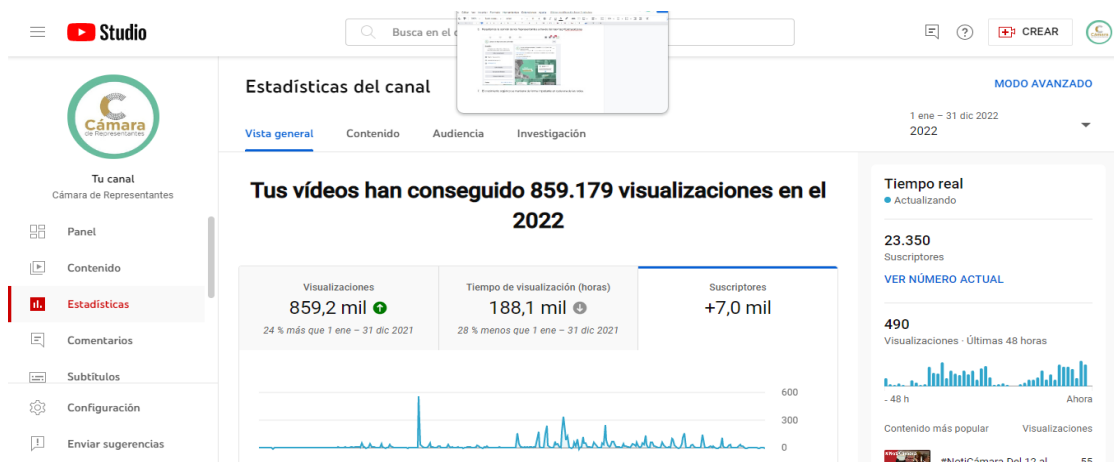 Studio
Busca en el c
CREAR
Cámara
de Representantes
Tu canal
Cámara de Representantes
Panel
Contenido
Estadísticas
Comentarios
Subtítulos
Configuración
Enviar sugerencias
Estadísticas del canal
MODO AVANZADO
Vista general
Contenido
Audiencia
Investigación
1 ene – 31 dic 2022
2022
Tus vídeos han conseguido 859.179 visualizaciones en el
2022
Visualizaciones
859,2 mil
24 % más que 1 ene – 31 dic 2021
Tiempo de visualización (horas)
188,1 mil
28 % menos que 1 ene – 31 dic 2021
Suscriptores
+7,0 mil
600
300
0
Tiempo real
Actualizando
23.350
Suscriptores
VER NÚMERO ACTUAL
490
Visualizaciones · Últimas 48 horas
- 48 h
Ahora
Contenido más popular
Visualizaciones
#NotiCámara Del 12 al
55